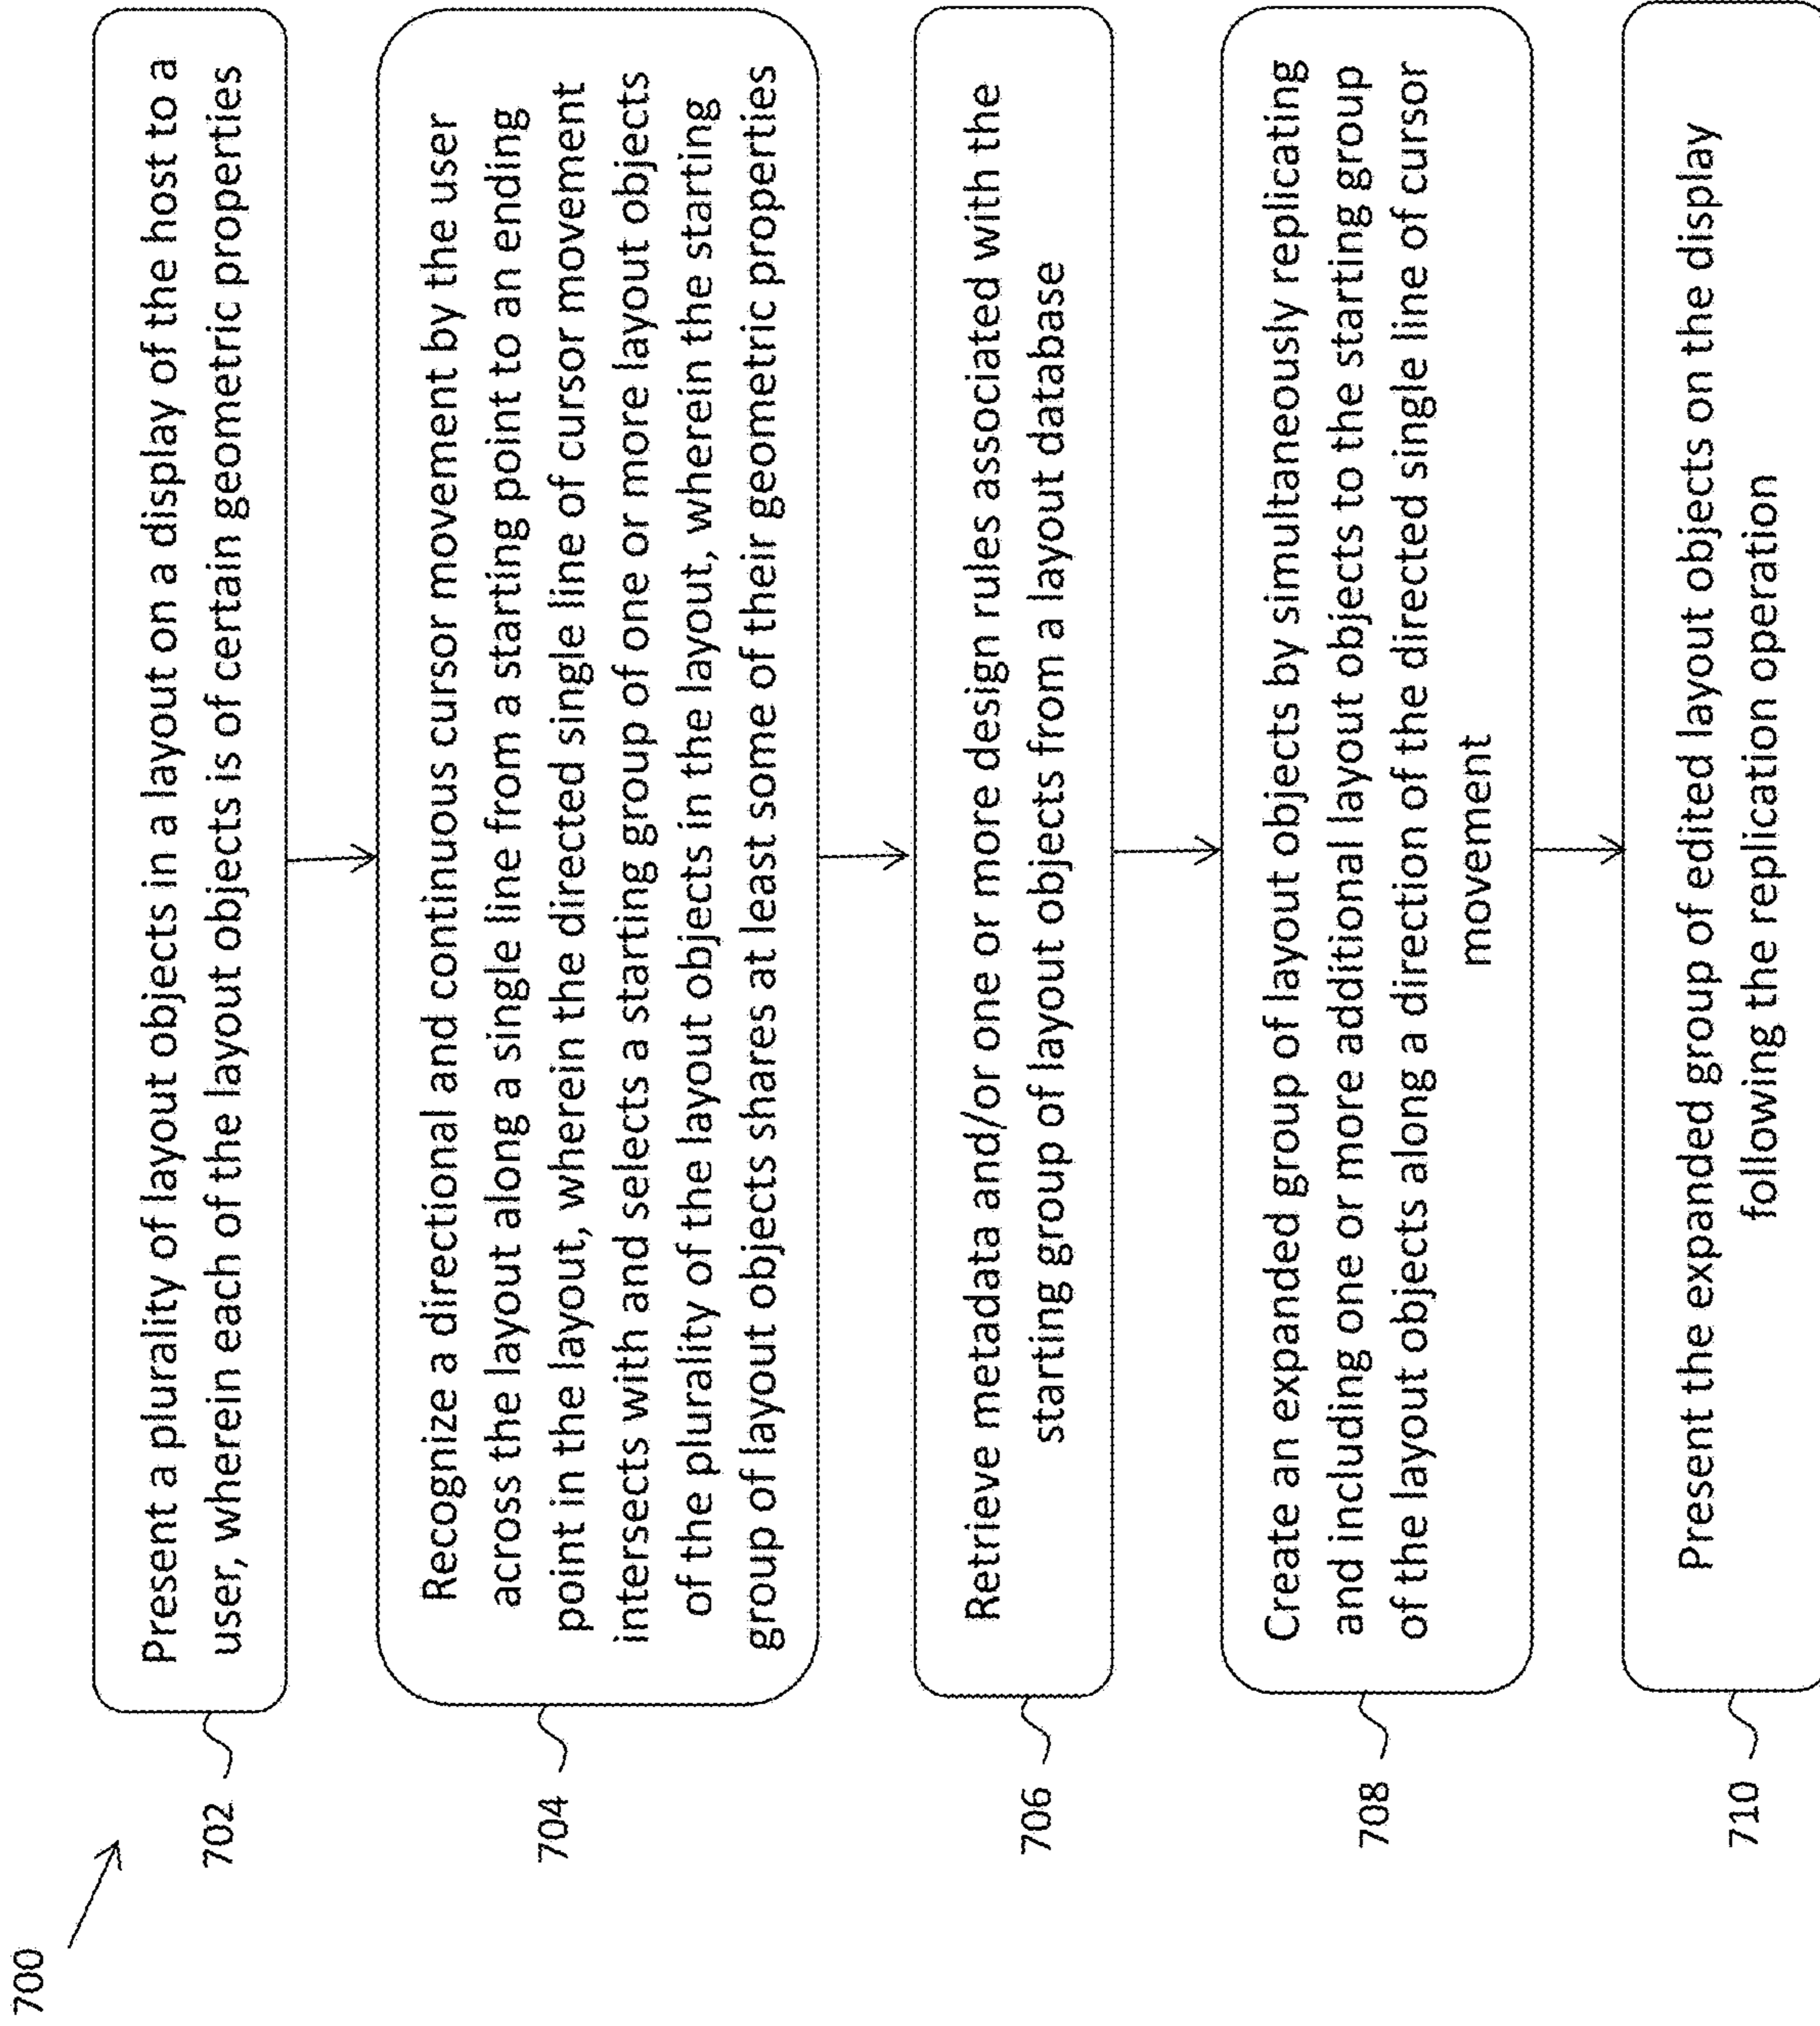 700
702
Present a plurality of layout objects in a layout on a display of the host to a
user, wherein each of the layout objects is of certain geometric properties
704
Recognize a directional and continuous cursor movement by the user
across the layout along a single line from a starting point to an ending
point in the layout, wherein the directed single line of cursor movement
intersects with and selects a starting group of one or more layout objects
of the plurality of the layout objects in the layout, wherein the starting
group of layout objects shares at least some of their geometric properties
706
Retrieve metadata and/or one or more design rules associated with the
starting group of layout objects from a layout database
708
Create an expanded group of layout objects by simultaneously replicating
and including one or more additional layout objects to the starting group
of the layout objects along a direction of the directed single line of cursor
movement
710
Present the expanded group of edited layout objects on the display
following the replication operation